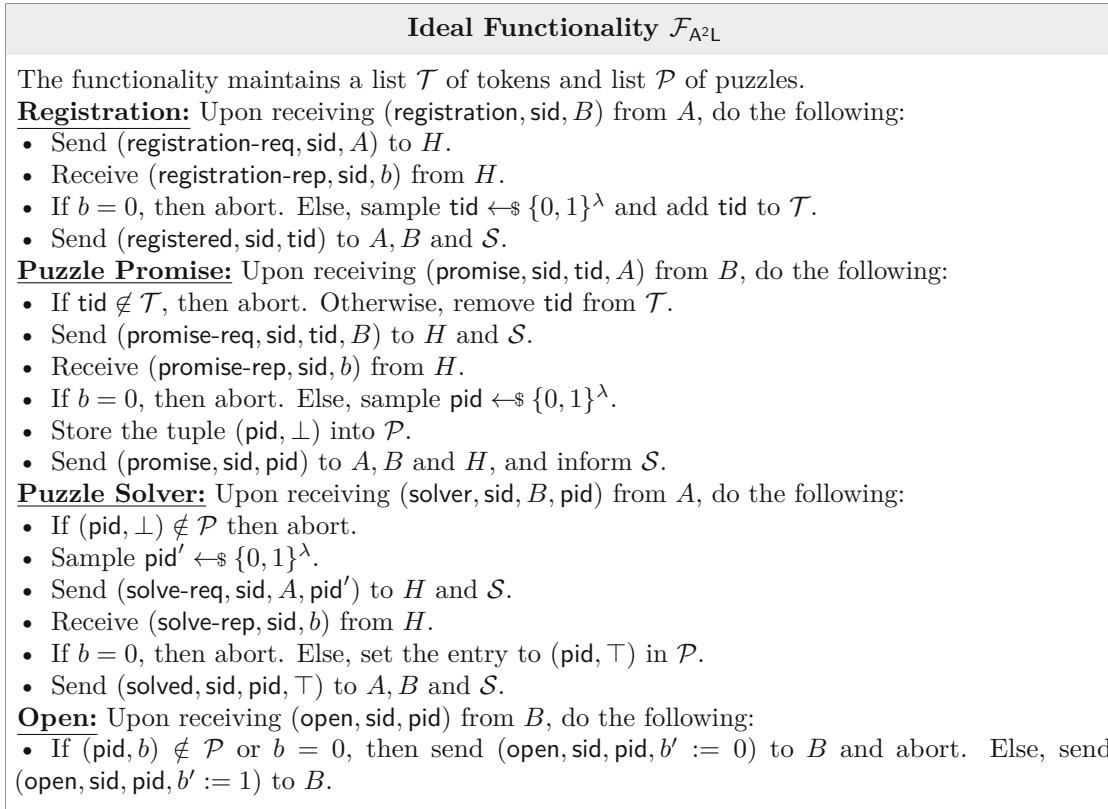 Ideal Functionality 𝓕_A²L
The functionality maintains a list 𝒯 of tokens and list 𝒫 of puzzles.
Registration: Upon receiving (registration, sid, B) from A, do the following:
• Send (registration-req, sid, A) to H.
• Receive (registration-rep, sid, b) from H.
• If b = 0, then abort. Else, sample tid ←$ {0, 1}^λ and add tid to 𝒯.
• Send (registered, sid, tid) to A, B and 𝒮.
Puzzle Promise: Upon receiving (promise, sid, tid, A) from B, do the following:
• If tid ∉ 𝒯, then abort. Otherwise, remove tid from 𝒯.
• Send (promise-req, sid, tid, B) to H and 𝒮.
• Receive (promise-rep, sid, b) from H.
• If b = 0, then abort. Else, sample pid ←$ {0, 1}^λ.
• Store the tuple (pid, ⊥) into 𝒫.
• Send (promise, sid, pid) to A, B and H, and inform 𝒮.
Puzzle Solver: Upon receiving (solver, sid, B, pid) from A, do the following:
• If (pid, ⊥) ∉ 𝒫 then abort.
• Sample pid′ ←$ {0, 1}^λ.
• Send (solve-req, sid, A, pid′) to H and 𝒮.
• Receive (solve-rep, sid, b) from H.
• If b = 0, then abort. Else, set the entry to (pid, ⊤) in 𝒫.
• Send (solved, sid, pid, ⊤) to A, B and 𝒮.
Open: Upon receiving (open, sid, pid) from B, do the following:
• If (pid, b) ∉ 𝒫 or b = 0, then send (open, sid, pid, b′ := 0) to B and abort. Else, send
(open, sid, pid, b′ := 1) to B.